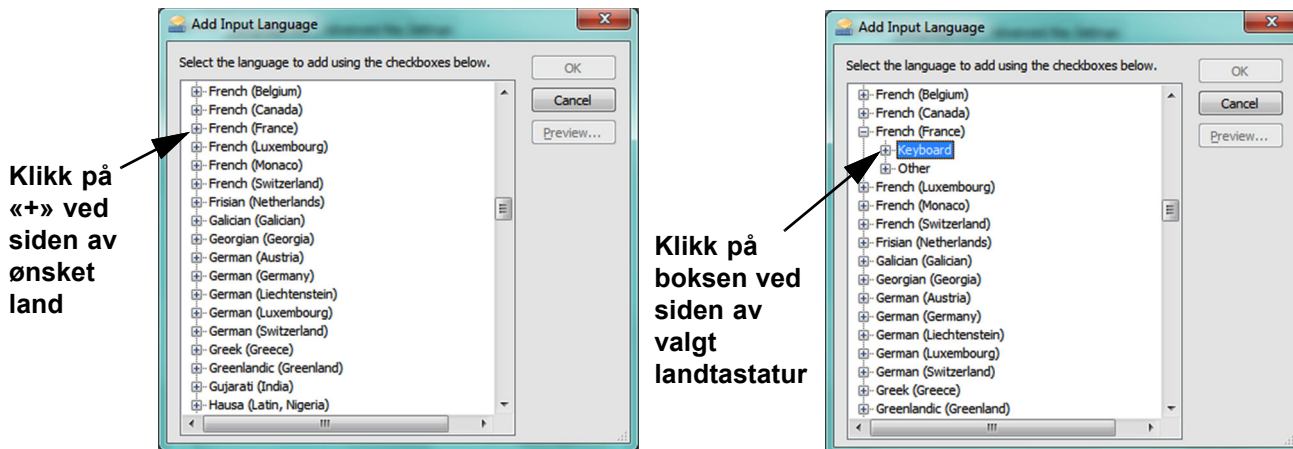 Klikk på
«+» ved
siden av
ønsket
land
Add Input Language
Select the language to add using the checkboxes below.
OK
Cancel
Preview...
French (Belgium)
French (Canada)
French (France)
French (Luxembourg)
French (Monaco)
French (Switzerland)
Frisian (Netherlands)
Galician (Galician)
Georgian (Georgia)
German (Austria)
German (Germany)
German (Liechtenstein)
German (Luxembourg)
German (Switzerland)
Greek (Greece)
Greenlandic (Greenland)
Gujarati (India)
Hausa (Latin, Nigeria)
Klikk på
boksen ved
siden av
valgt
landtastatur
Add Input Language
Select the language to add using the checkboxes below.
OK
Cancel
Preview...
French (Belgium)
French (Canada)
French (France)
Keyboard
Other
French (Luxembourg)
French (Monaco)
French (Switzerland)
Frisian (Netherlands)
Galician (Galician)
Georgian (Georgia)
German (Austria)
German (Germany)
German (Liechtenstein)
German (Luxembourg)
German (Switzerland)
Greek (Greece)
Greenlandic (Greenland)